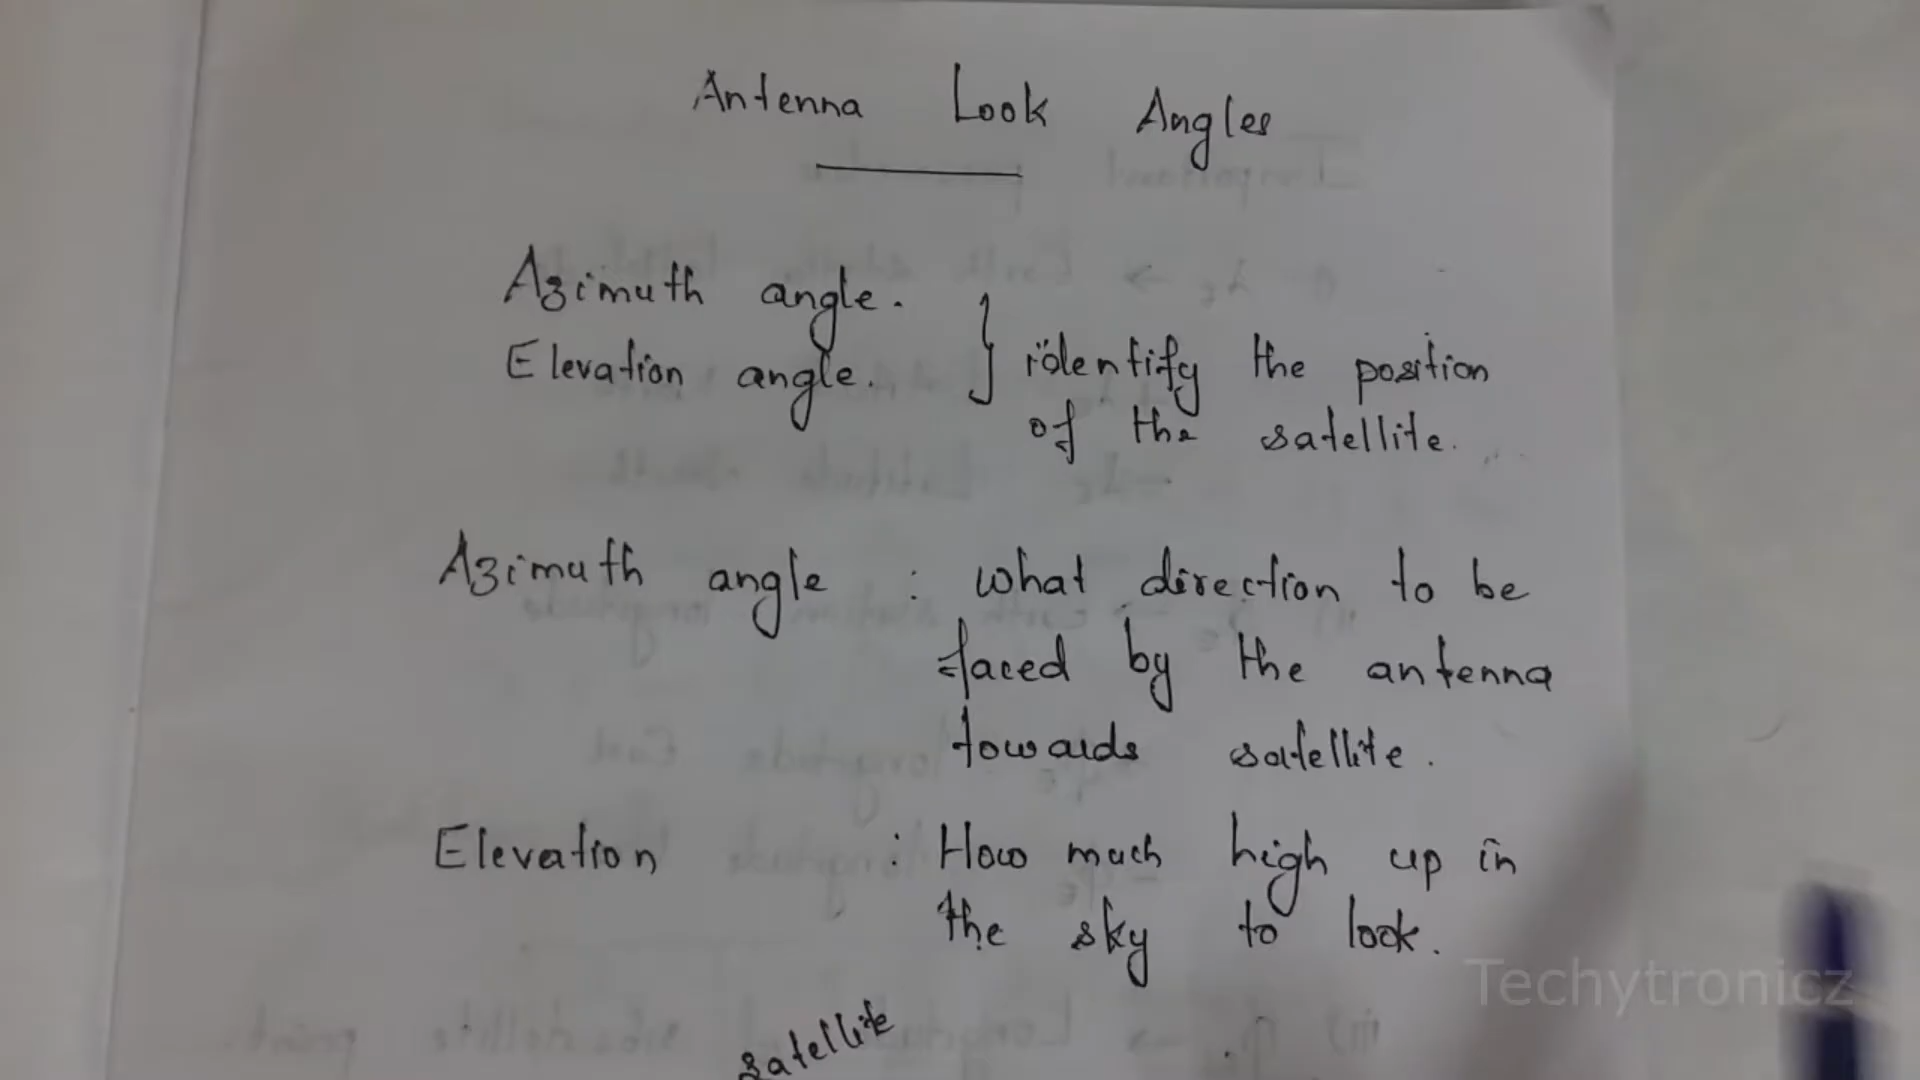 Antenna Look Angles
Azimuth angle.
Elevation angle. } identify the position
of the satellite.
Azimuth angle : what direction to be
faced by the antenna
towards satellite.
Elevation : How much high up in
the sky to look.
Techytronicz
satellite